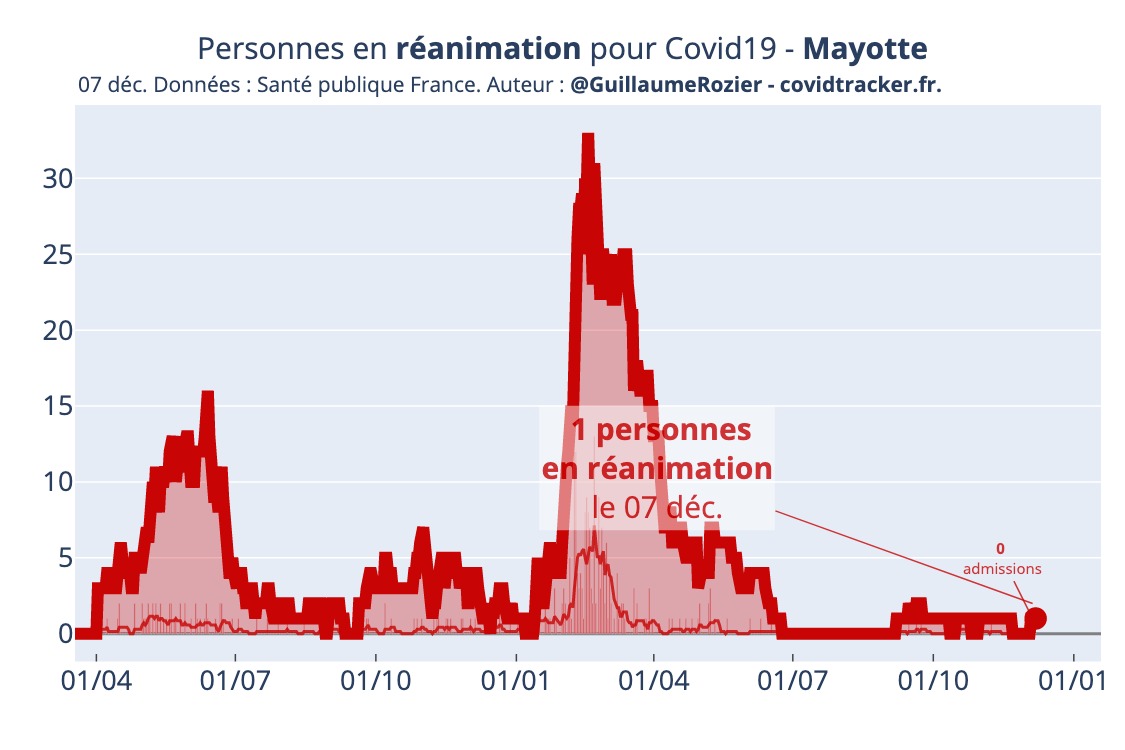 Personnes en réanimation pour Covid19 - Mayotte
07 déc. Données : Santé publique France. Auteur : @GuillaumeRozier - covidtracker.fr.
30
25
20
15
10
5
0
1 personnes
en réanimation
le 07 déc.
0
admissions
01/04
01/07
01/10
01/01
01/04
01/07
01/10
01/01